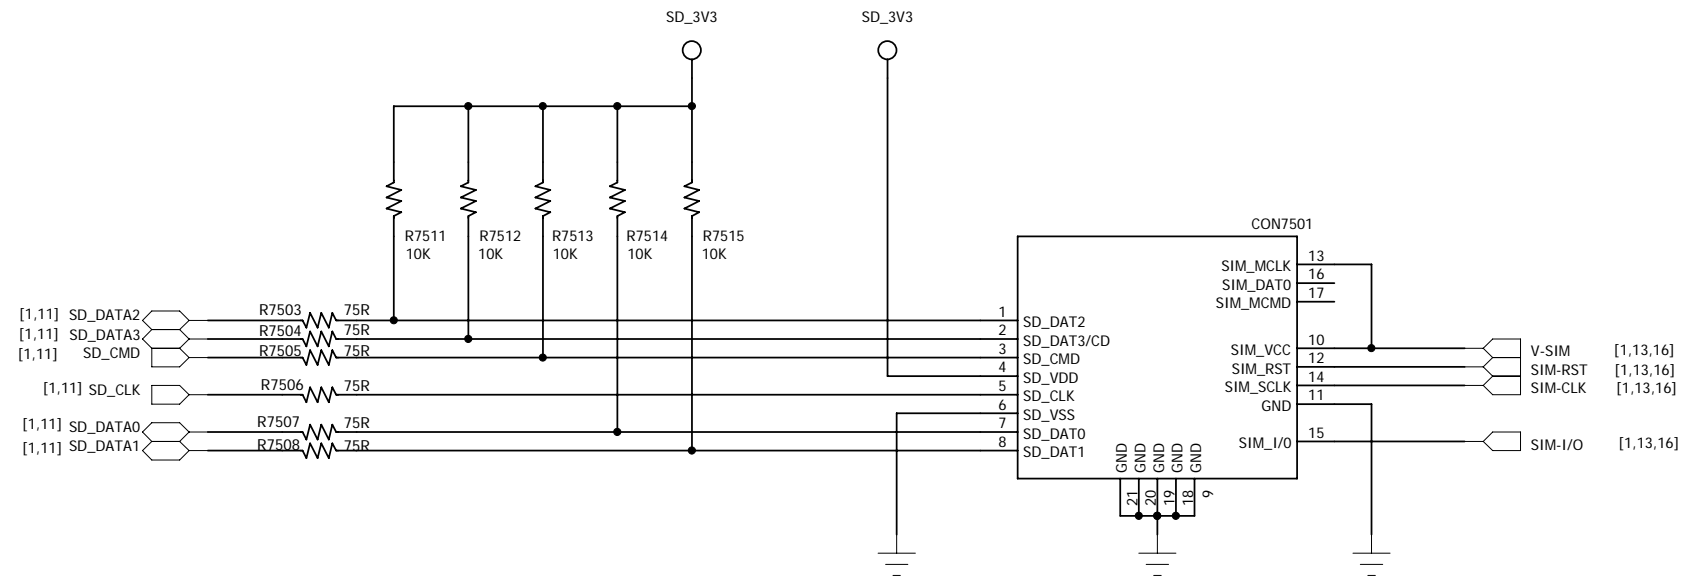 SD_3V3 SD_3V3
CON7501
R7511 R7512 R7513 R7514 R7515
10K 10K 10K 10K 10K
SIM_MCLK 13
SIM_DAT0 16
SIM_MCMD 17
[1,11] SD_DATA2 R7503 75R 1 SD_DAT2
[1,11] SD_DATA3 R7504 75R 2 SD_DAT3/CD
[1,11] SD_CMD R7505 75R 3 SD_CMD
SIM_VCC 10 V-SIM [1,13,16]
4 SD_VDD SIM_RST 12 SIM-RST [1,13,16]
[1,11] SD_CLK R7506 75R 5 SD_CLK SIM_SCLK 14 SIM-CLK [1,13,16]
6 SD_VSS GND 11
[1,11] SD_DATA0 R7507 75R 7 SD_DAT0
[1,11] SD_DATA1 R7508 75R 8 SD_DAT1 SIM_I/0 15 SIM-I/O [1,13,16]
GND GND GND GND GND
21 20 19 18 9